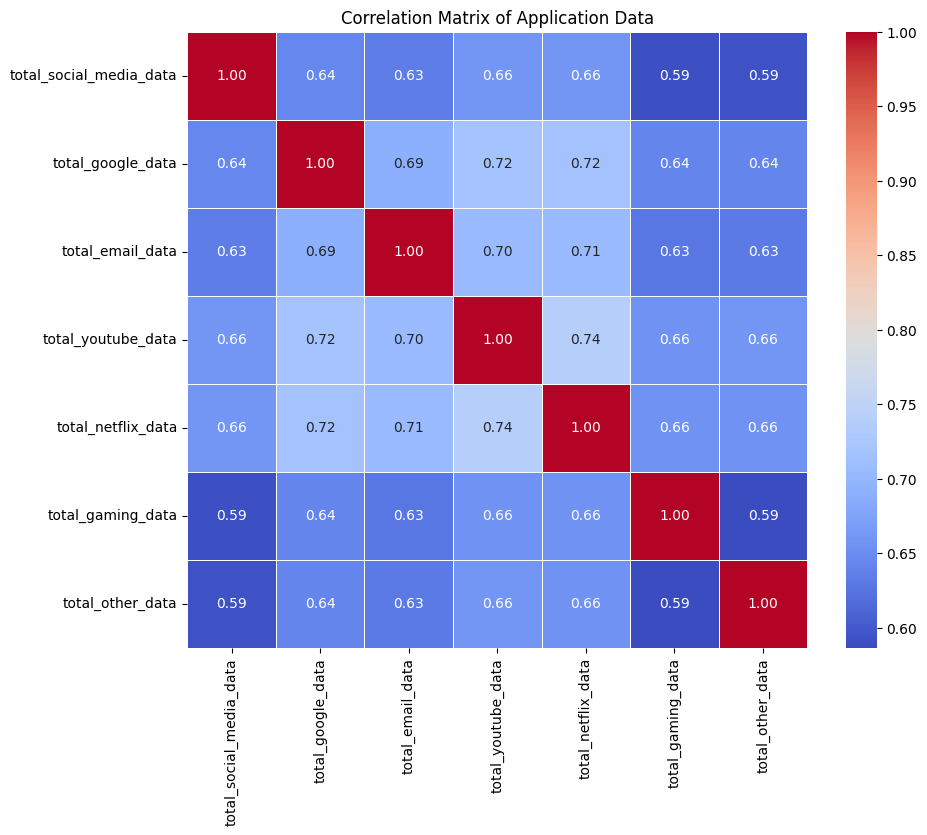 Correlation Matrix of Application Data
total_social_media_data 1.00 0.64 0.63 0.66 0.66 0.59 0.59
total_google_data 0.64 1.00 0.69 0.72 0.72 0.64 0.64
total_email_data 0.63 0.69 1.00 0.70 0.71 0.63 0.63
total_youtube_data 0.66 0.72 0.70 1.00 0.74 0.66 0.66
total_netflix_data 0.66 0.72 0.71 0.74 1.00 0.66 0.66
total_gaming_data 0.59 0.64 0.63 0.66 0.66 1.00 0.59
total_other_data 0.59 0.64 0.63 0.66 0.66 0.59 1.00
total_social_media_data
total_google_data
total_email_data
total_youtube_data
total_netflix_data
total_gaming_data
total_other_data
1.00
0.95
0.90
0.85
0.80
0.75
0.70
0.65
0.60